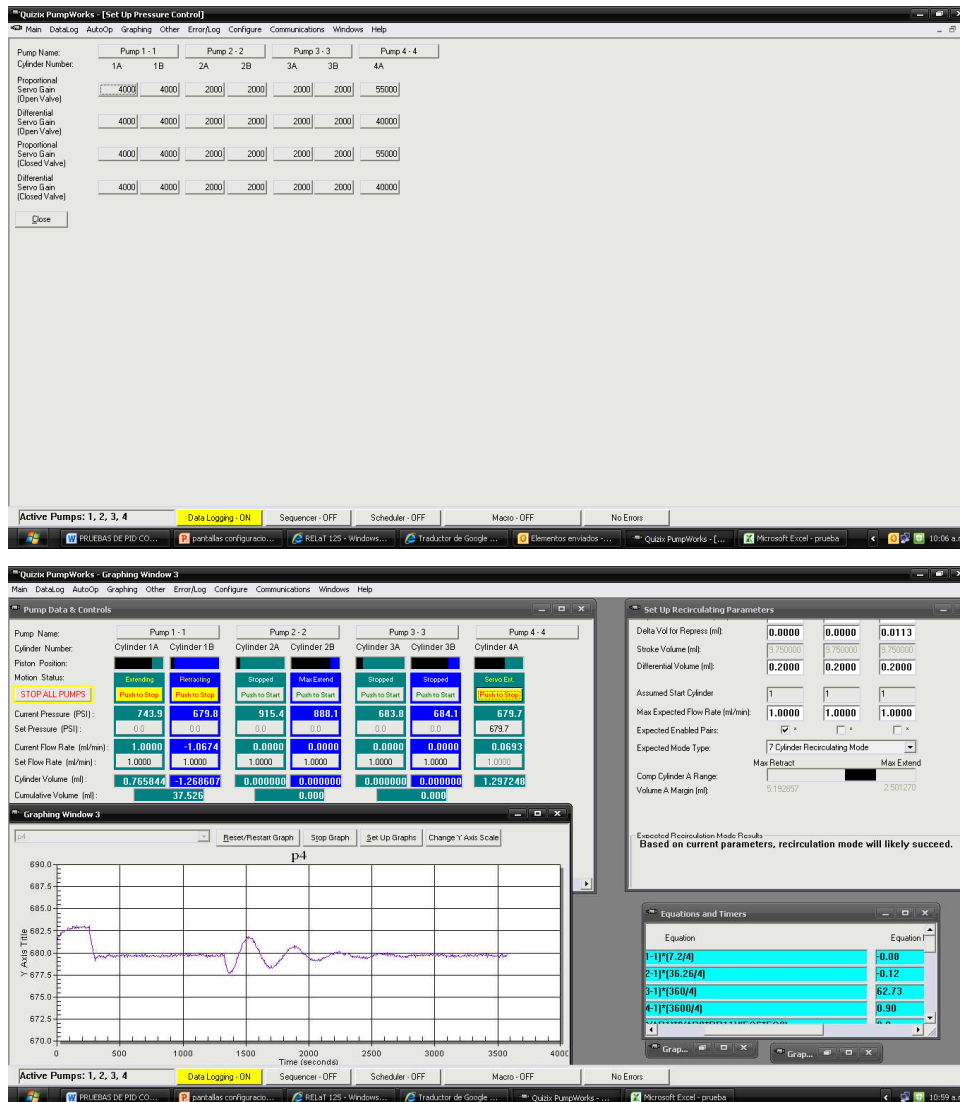 Quizix PumpWorks - [Set Up Pressure Control]
Main DataLog AutoOp Graphing Other Error/Log Configure Communications Windows Help
Pump Name: Pump 1 - 1 Pump 2 - 2 Pump 3 - 3 Pump 4 - 4
Cylinder Number: 1A 1B 2A 2B 3A 3B 4A
Proportional
Servo Gain 4000 4000 2000 2000 2000 2000 55000
(Open Valve)
Differential
Servo Gain 4000 4000 2000 2000 2000 2000 40000
(Open Valve)
Proportional
Servo Gain 4000 4000 2000 2000 2000 2000 55000
(Closed Valve)
Differential
Servo Gain 4000 4000 2000 2000 2000 2000 40000
(Closed Valve)
Close
Active Pumps: 1, 2, 3, 4 Data Logging - ON Sequencer - OFF Scheduler - OFF Macro - OFF No Errors
PRUEBAS DE PID CO... pantallas configuracio... RELaT 125 - Windows... Traductor de Google ... Elementos enviados -... Quizix PumpWorks - [... Microsoft Excel - prueba 10:06 a.m
Quizix PumpWorks - Graphing Window 3
Main DataLog AutoOp Graphing Other Error/Log Configure Communications Windows Help
Pump Data & Controls
Pump Name: Pump 1 - 1 Pump 2 - 2 Pump 3 - 3 Pump 4 - 4
Cylinder Number: Cylinder 1A Cylinder 1B Cylinder 2A Cylinder 2B Cylinder 3A Cylinder 3B Cylinder 4A
Piston Position:
Motion Status: Extending Retracting Stopped Max Extend Stopped Stopped Servo Ext.
STOP ALL PUMPS Push to Stop Push to Stop Push to Start Push to Start Push to Start Push to Start Push to Stop
Current Pressure (PSI) : 743.9 679.8 915.4 888.1 683.8 684.1 679.7
Set Pressure (PSI) : 0.0 0.0 0.0 0.0 0.0 0.0 679.7
Current Flow Rate (ml/min) : 1.0000 -1.0674 0.0000 0.0000 0.0000 0.0000 0.0693
Set Flow Rate (ml/min) : 1.0000 1.0000 1.0000 1.0000 1.0000 1.0000 1.0000
Cylinder Volume (ml) : 0.765844 -1.268607 0.000000 0.000000 0.000000 0.000000 1.297248
Cumulative Volume (ml) : 37.526 0.000 0.000
Graphing Window 3
p4 Reset/Restart Graph Stop Graph Set Up Graphs Change Y Axis Scale
p4
690.0
687.5
685.0
682.5
680.0
677.5
675.0
672.5
670.0
Y Axis Title
0 500 1000 1500 2000 2500 3000 3500 4000
Time (seconds)
Set Up Recirculating Parameters
Delta Vol for Repress (ml): 0.0000 0.0000 0.0113
Stroke Volume (ml): 9.750000 9.750000 9.750000
Differential Volume (ml): 0.2000 0.2000 0.2000
Assumed Start Cylinder 1 1 1
Max Expected Flow Rate (ml/min): 1.0000 1.0000 1.0000
Expected Enabled Pairs: * * *
Expected Mode Type: 7 Cylinder Recirculating Mode
Max Retract Max Extend
Comp Cylinder A Range:
Volume A Margin (ml): 5.192857 2.501270
Expected Recirculation Mode Results
Based on current parameters, recirculation mode will likely succeed.
Equations and Timers
Equation Equation
1-1)*(7.2/4) -0.08
2-1)*(36.26/4) -0.12
3-1)*(360/4) 62.73
4-1)*(3600/4) 0.90
Grap... Grap...
Active Pumps: 1, 2, 3, 4 Data Logging - ON Sequencer - OFF Scheduler - OFF Macro - OFF No Errors
PRUEBAS DE PID CO... pantallas configuracio... RELaT 125 - Windows... Traductor de Google ... Quizix PumpWorks - ... Microsoft Excel - prueba 10:59 a.m